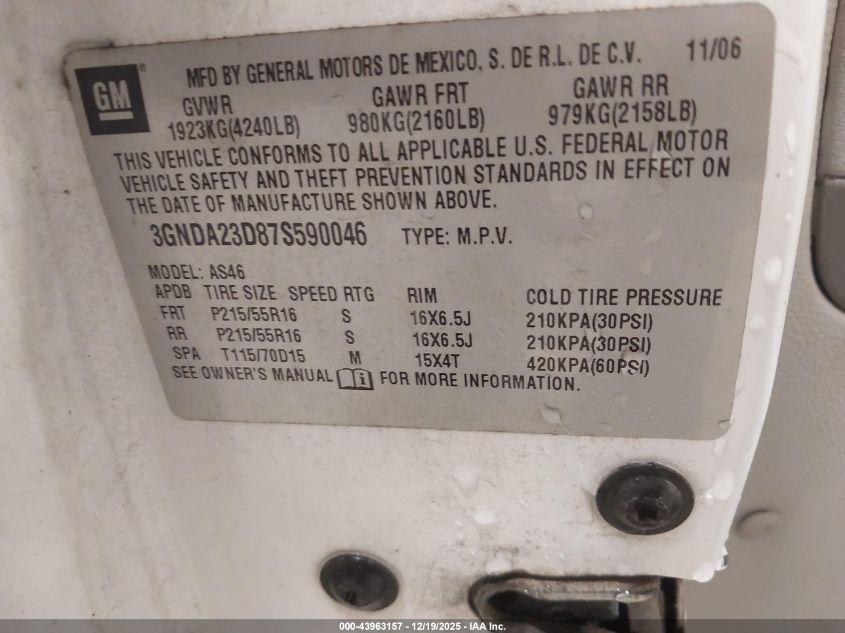 GM
MFD BY GENERAL MOTORS DE MEXICO, S. DE R.L. DE C.V. 11/06
GVWR GAWR FRT GAWR RR
1923KG(4240LB) 980KG(2160LB) 979KG(2158LB)
THIS VEHICLE CONFORMS TO ALL APPLICABLE U.S. FEDERAL MOTOR
VEHICLE SAFETY AND THEFT PREVENTION STANDARDS IN EFFECT ON
THE DATE OF MANUFACTURE SHOWN ABOVE.
3GNDA23D87S590046 TYPE: M.P.V.
MODEL: AS46
APDB TIRE SIZE SPEED RTG RIM COLD TIRE PRESSURE
FRT P215/55R16 S 16X6.5J 210KPA(30PSI)
RR P215/55R16 S 16X6.5J 210KPA(30PSI)
SPA T115/70D15 M 15X4T 420KPA(60PSI)
SEE OWNER'S MANUAL i FOR MORE INFORMATION.
000-43963157 - 12/19/2025 - IAA Inc.